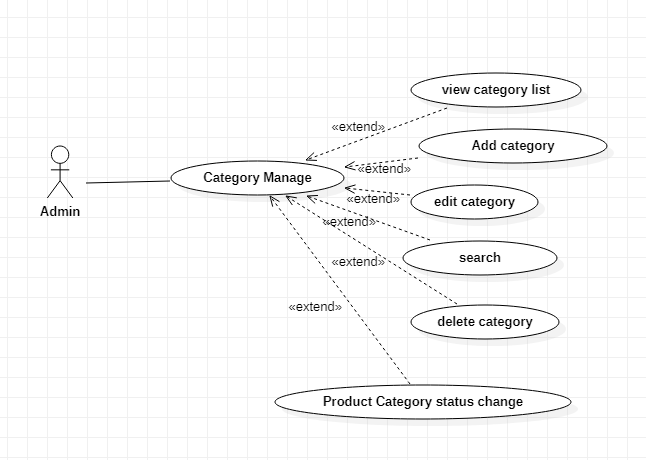 view category list
«extend»
Add category
«extend»
Category Manage
Admin
«extend»
edit category
«extend»
search
«extend»
delete category
«extend»
Product Category status change